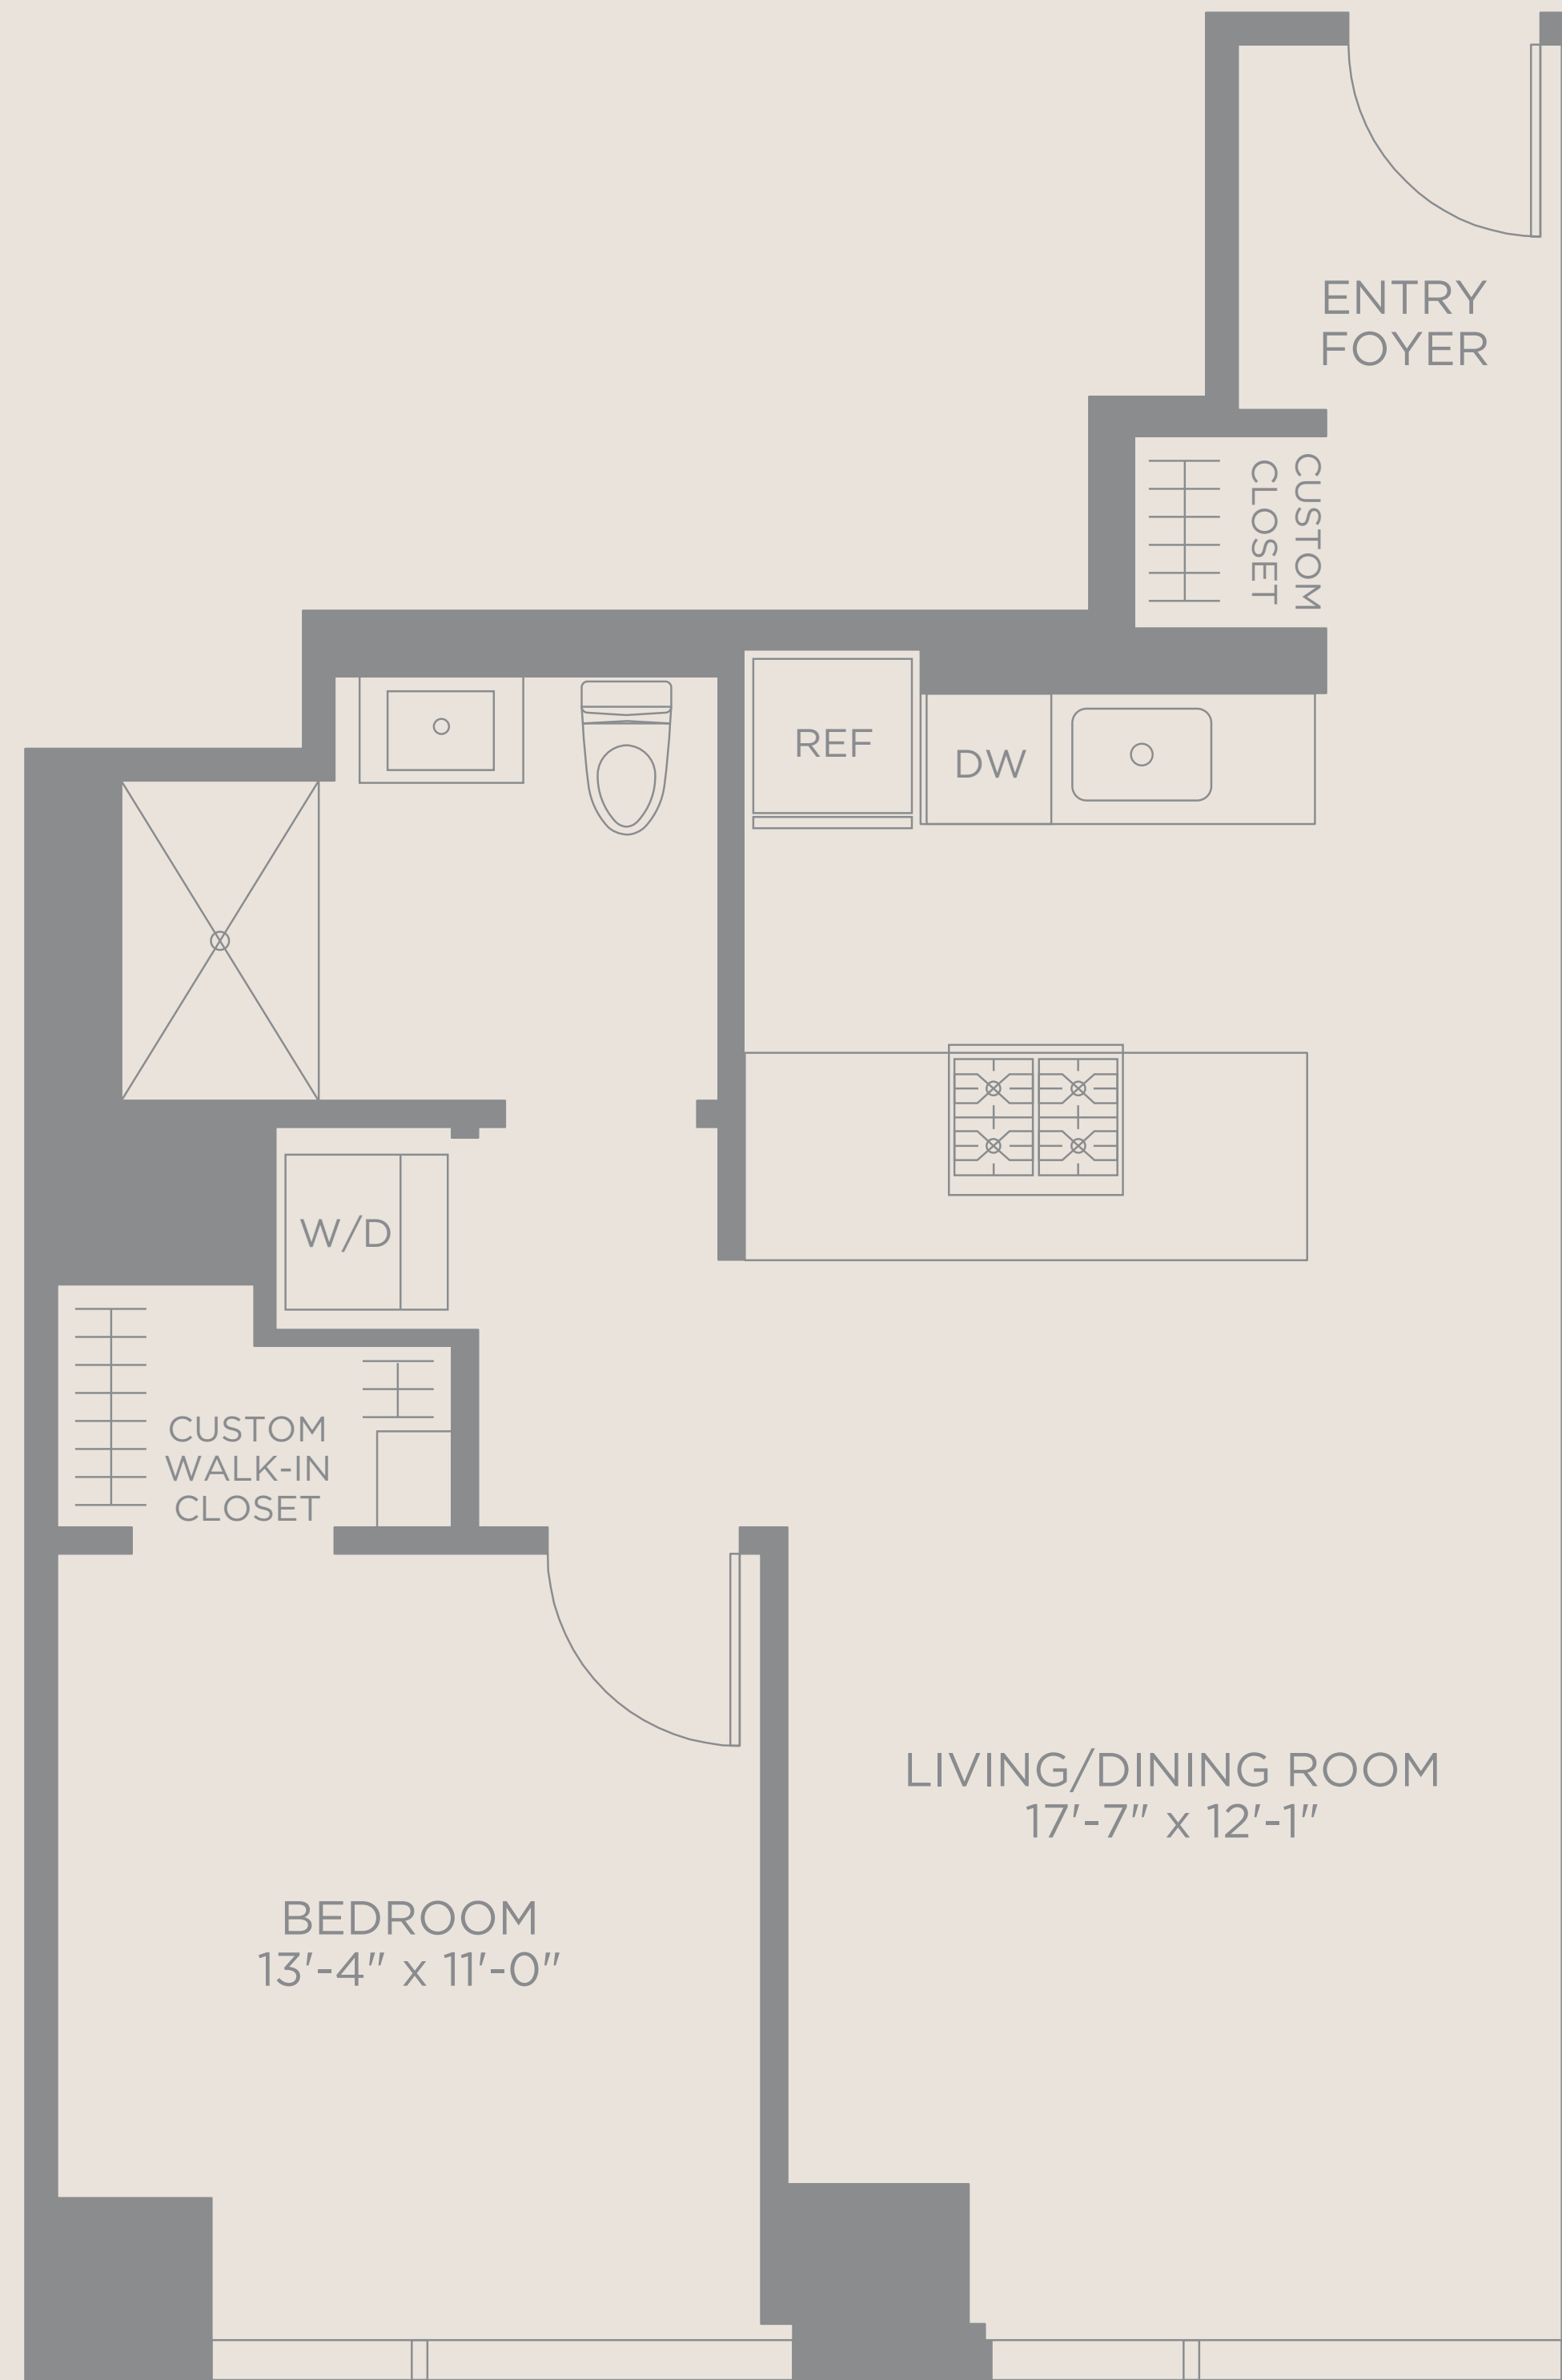 ENTRY
FOYER
CUSTOM
CLOSET
REF
DW
W/D
CUSTOM
WALK-IN
CLOSET
LIVING/DINING ROOM
17'-7" x 12'-1"
BEDROOM
13'-4" x 11'-0"